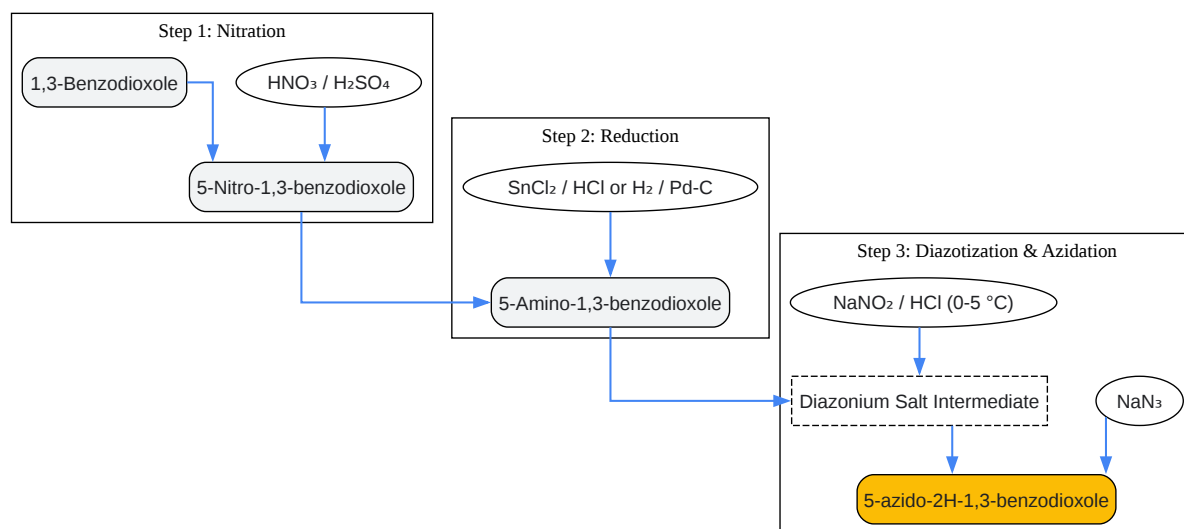 Step 1: Nitration
1,3-Benzodioxole
HNO₃ / H₂SO₄
5-Nitro-1,3-benzodioxole
Step 2: Reduction
SnCl₂ / HCl or H₂ / Pd-C
5-Amino-1,3-benzodioxole
Step 3: Diazotization & Azidation
NaNO₂ / HCl (0-5 °C)
Diazonium Salt Intermediate
NaN₃
5-azido-2H-1,3-benzodioxole